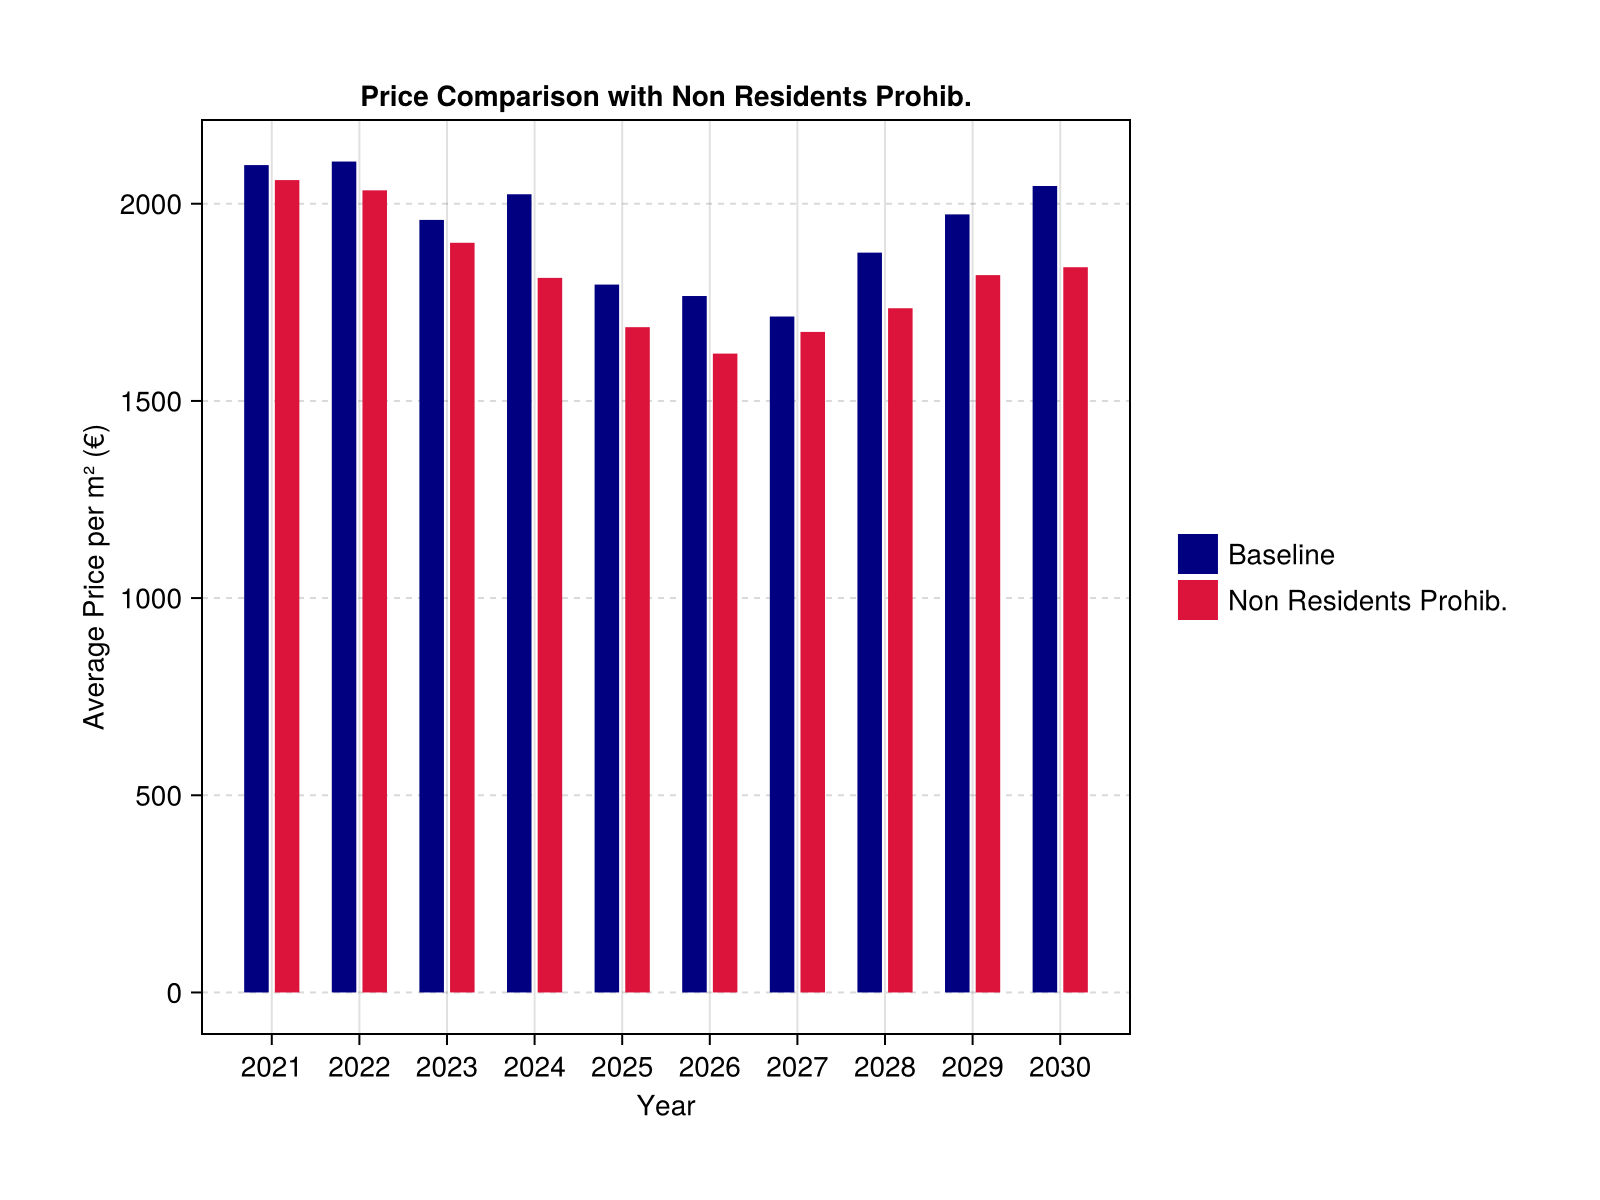 Price Comparison with Non Residents Prohib.
Average Price per m² (€)
2000
1500
1000
500
0
2021 2022 2023 2024 2025 2026 2027 2028 2029 2030
Year
Baseline
Non Residents Prohib.